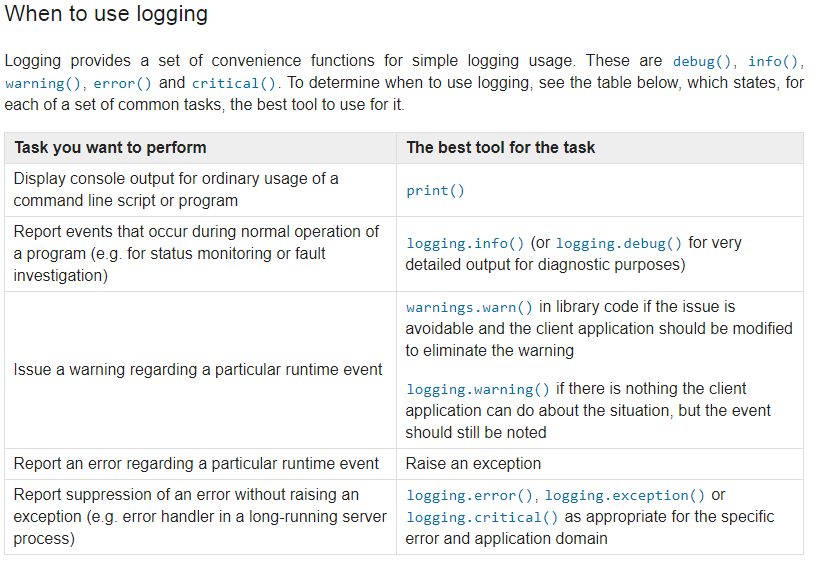 When to use logging
Logging provides a set of convenience functions for simple logging usage. These are debug(), info(),
warning(), error() and critical(). To determine when to use logging, see the table below, which states, for
each of a set of common tasks, the best tool to use for it.
Task you want to perform
The best tool for the task
Display console output for ordinary usage of a
command line script or program
print()
Report events that occur during normal operation of
a program (e.g. for status monitoring or fault
investigation)
logging.info() (or logging.debug() for very
detailed output for diagnostic purposes)
Issue a warning regarding a particular runtime event
warnings.warn() in library code if the issue is
avoidable and the client application should be modified
to eliminate the warning
logging.warning() if there is nothing the client
application can do about the situation, but the event
should still be noted
Report an error regarding a particular runtime event
Raise an exception
Report suppression of an error without raising an
exception (e.g. error handler in a long-running server
process)
logging.error(), logging.exception() or
logging.critical() as appropriate for the specific
error and application domain